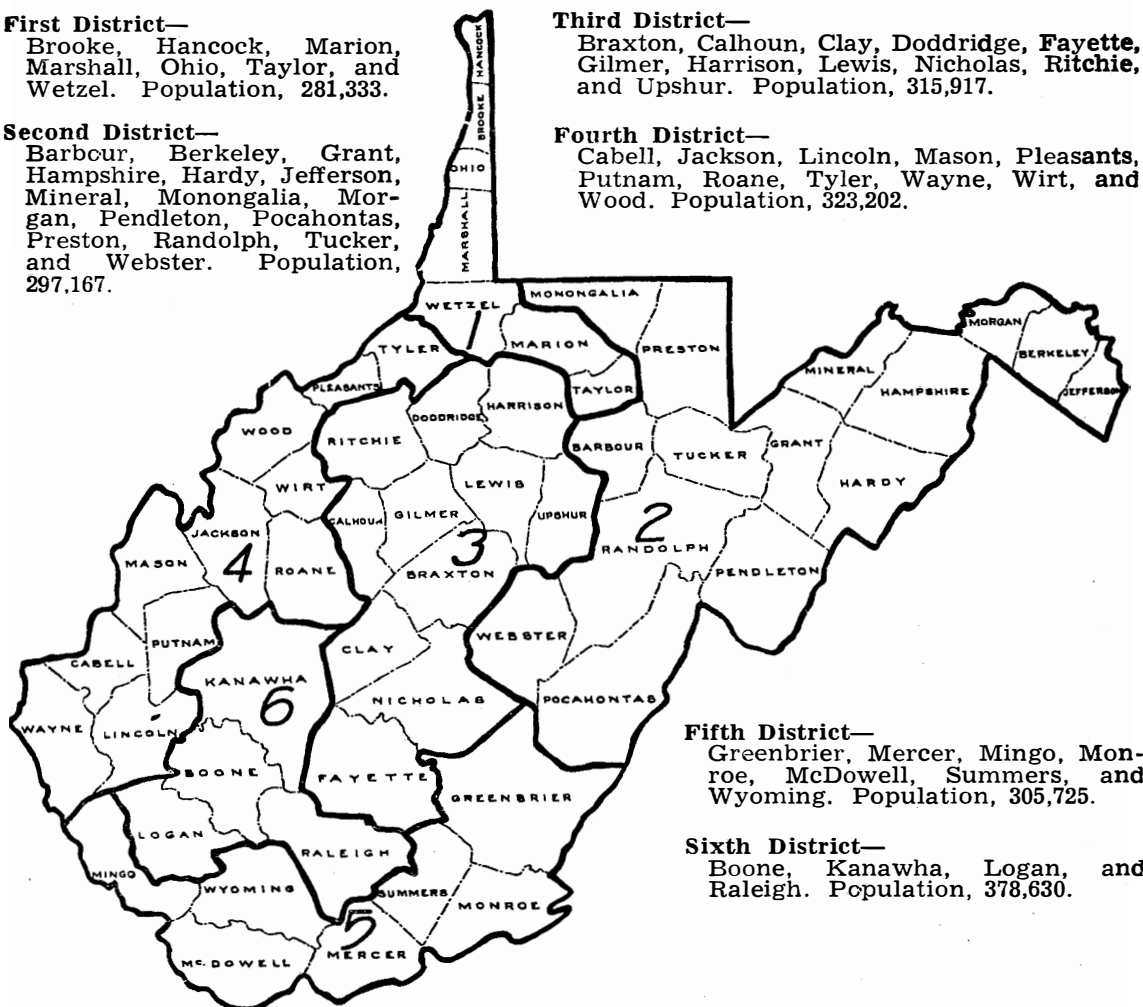 First District—
Brooke, Hancock, Marion,
Marshall, Ohio, Taylor, and
Wetzel. Population, 281,333.
Second District—
Barbour, Berkeley, Grant,
Hampshire, Hardy, Jefferson,
Mineral, Monongalia, Mor-
gan, Pendleton, Pocahontas,
Preston, Randolph, Tucker,
and Webster. Population,
297,167.
Third District—
Braxton, Calhoun, Clay, Doddridge, Fayette,
Gilmer, Harrison, Lewis, Nicholas, Ritchie,
and Upshur. Population, 315,917.
Fourth District—
Cabell, Jackson, Lincoln, Mason, Pleasants,
Putnam, Roane, Tyler, Wayne, Wirt, and
Wood. Population, 323,202.
HANCOCK
BROOKE
OHIO
MARSHALL
WETZEL
1
MONONGALIA
MARION
TYLER
PRESTON
TAYLOR
PLEASANTS
MORGAN
BERKELEY
JEFFERSON
MINERAL
HAMPSHIRE
HARRISON
DODDRIDGE
WOOD
RITCHIE
BARBOUR
TUCKER
GRANT
HARDY
WIRT
LEWIS
GILMER
CALHOUN
UPSHUR
2
RANDOLPH
3
JACKSON
4
MASON
ROANE
BRAXTON
PENDLETON
WEBSTER
PUTNAM
CLAY
CABELL
KANAWHA
6
NICHOLAS
POCAHONTAS
WAYNE
LINCOLN
BOONE
FAYETTE
GREENBRIER
LOGAN
RALEIGH
MINGO
WYOMING
SUMMERS
MONROE
5
MERCER
McDOWELL
Fifth District—
Greenbrier, Mercer, Mingo, Mon-
roe, McDowell, Summers, and
Wyoming. Population, 305,725.
Sixth District—
Boone, Kanawha, Logan, and
Raleigh. Population, 378,630.